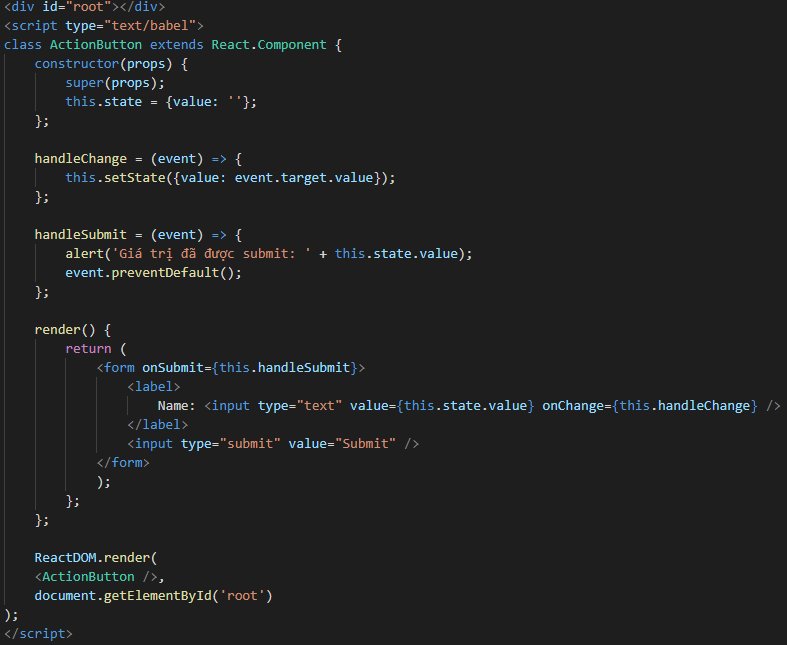 <div id="root"></div>
<script type="text/babel">
class ActionButton extends React.Component {
    constructor(props) {
        super(props);
        this.state = {value: ''};
    };

    handleChange = (event) => {
        this.setState({value: event.target.value});
    };

    handleSubmit = (event) => {
        alert('Giá trị đã được submit: ' + this.state.value);
        event.preventDefault();
    };

    render() {
        return (
            <form onSubmit={this.handleSubmit}>
                <label>
                    Name: <input type="text" value={this.state.value} onChange={this.handleChange} />
                </label>
                <input type="submit" value="Submit" />
            </form>
            );
        };
    };

    ReactDOM.render(
    <ActionButton />,
    document.getElementById('root')
);
</script>